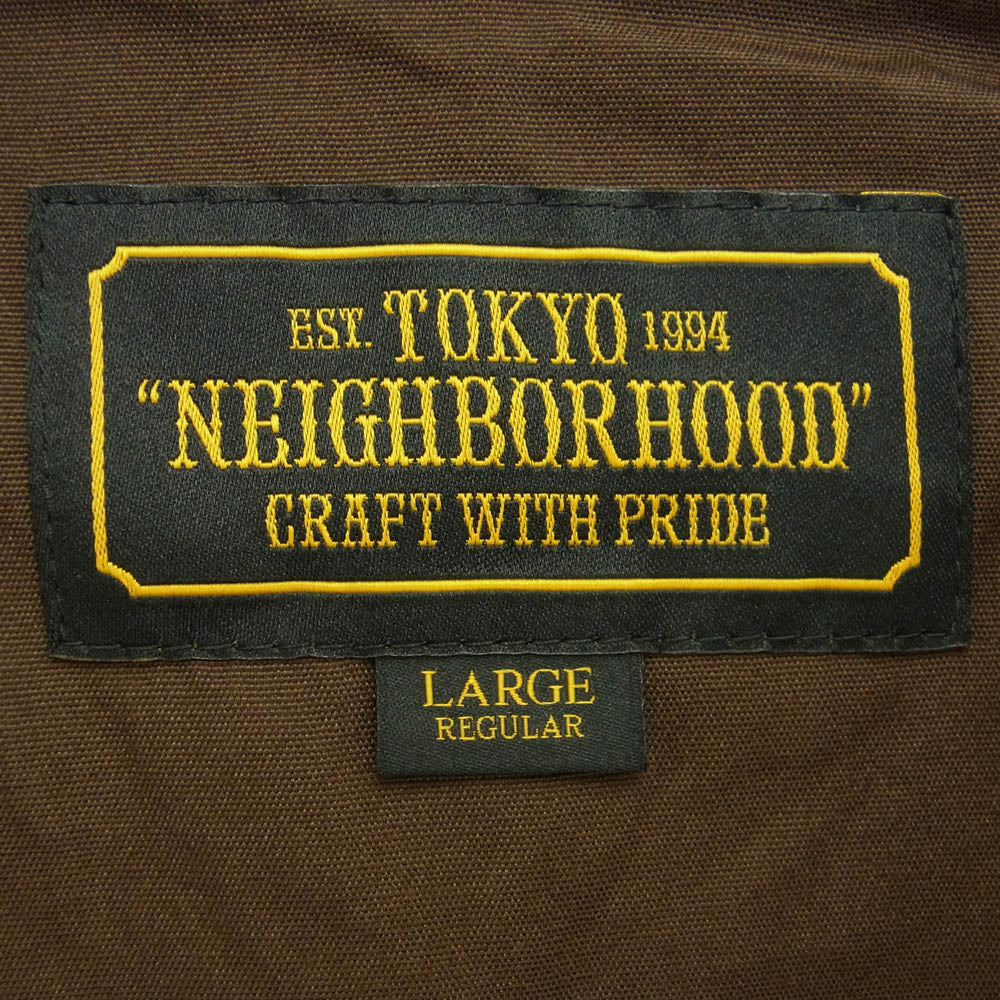 EST. TOKYO 1994
“NEIGHBORHOOD”
CRAFT WITH PRIDE
LARGE
REGULAR